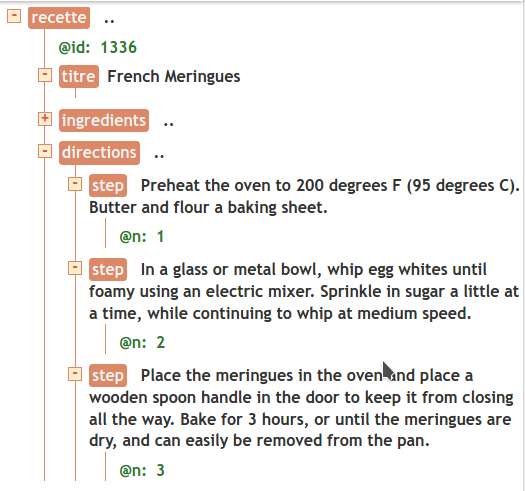 - recette ..
@id: 1336
- titre French Meringues
+ ingredients ..
- directions ..
- step Preheat the oven to 200 degrees F (95 degrees C).
Butter and flour a baking sheet.
@n: 1
- step In a glass or metal bowl, whip egg whites until
foamy using an electric mixer. Sprinkle in sugar a little at
a time, while continuing to whip at medium speed.
@n: 2
- step Place the meringues in the oven and place a
wooden spoon handle in the door to keep it from closing
all the way. Bake for 3 hours, or until the meringues are
dry, and can easily be removed from the pan.
@n: 3